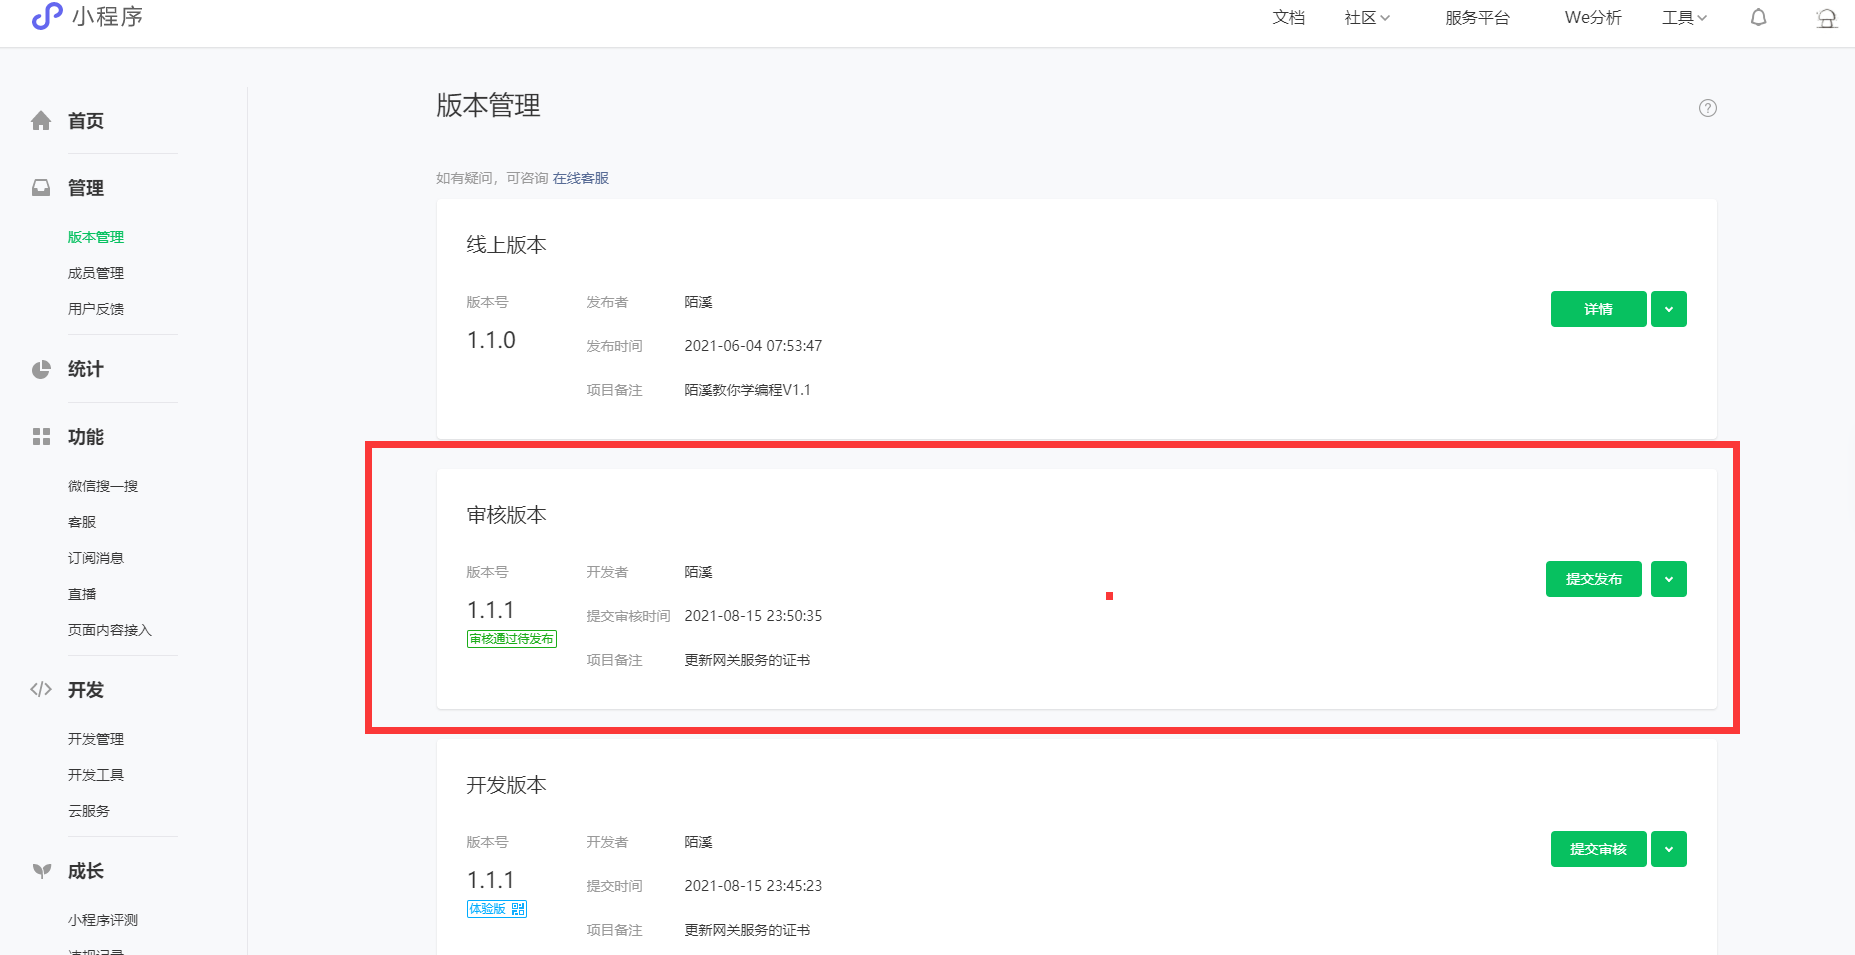 小程序
文档
社区
服务平台
We分析
工具
首页
管理
版本管理
成员管理
用户反馈
统计
功能
微信搜一搜
客服
订阅消息
直播
页面内容接入
开发
开发管理
开发工具
云服务
成长
小程序评测
违规记录
版本管理
如有疑问，可咨询 在线客服
线上版本
版本号
1.1.0
发布者 陌溪
发布时间 2021-06-04 07:53:47
项目备注 陌溪教你学编程V1.1
详情
审核版本
版本号
1.1.1
审核通过待发布
开发者 陌溪
提交审核时间 2021-08-15 23:50:35
项目备注 更新网关服务的证书
提交发布
开发版本
版本号
1.1.1
体验版
开发者 陌溪
提交时间 2021-08-15 23:45:23
项目备注 更新网关服务的证书
提交审核